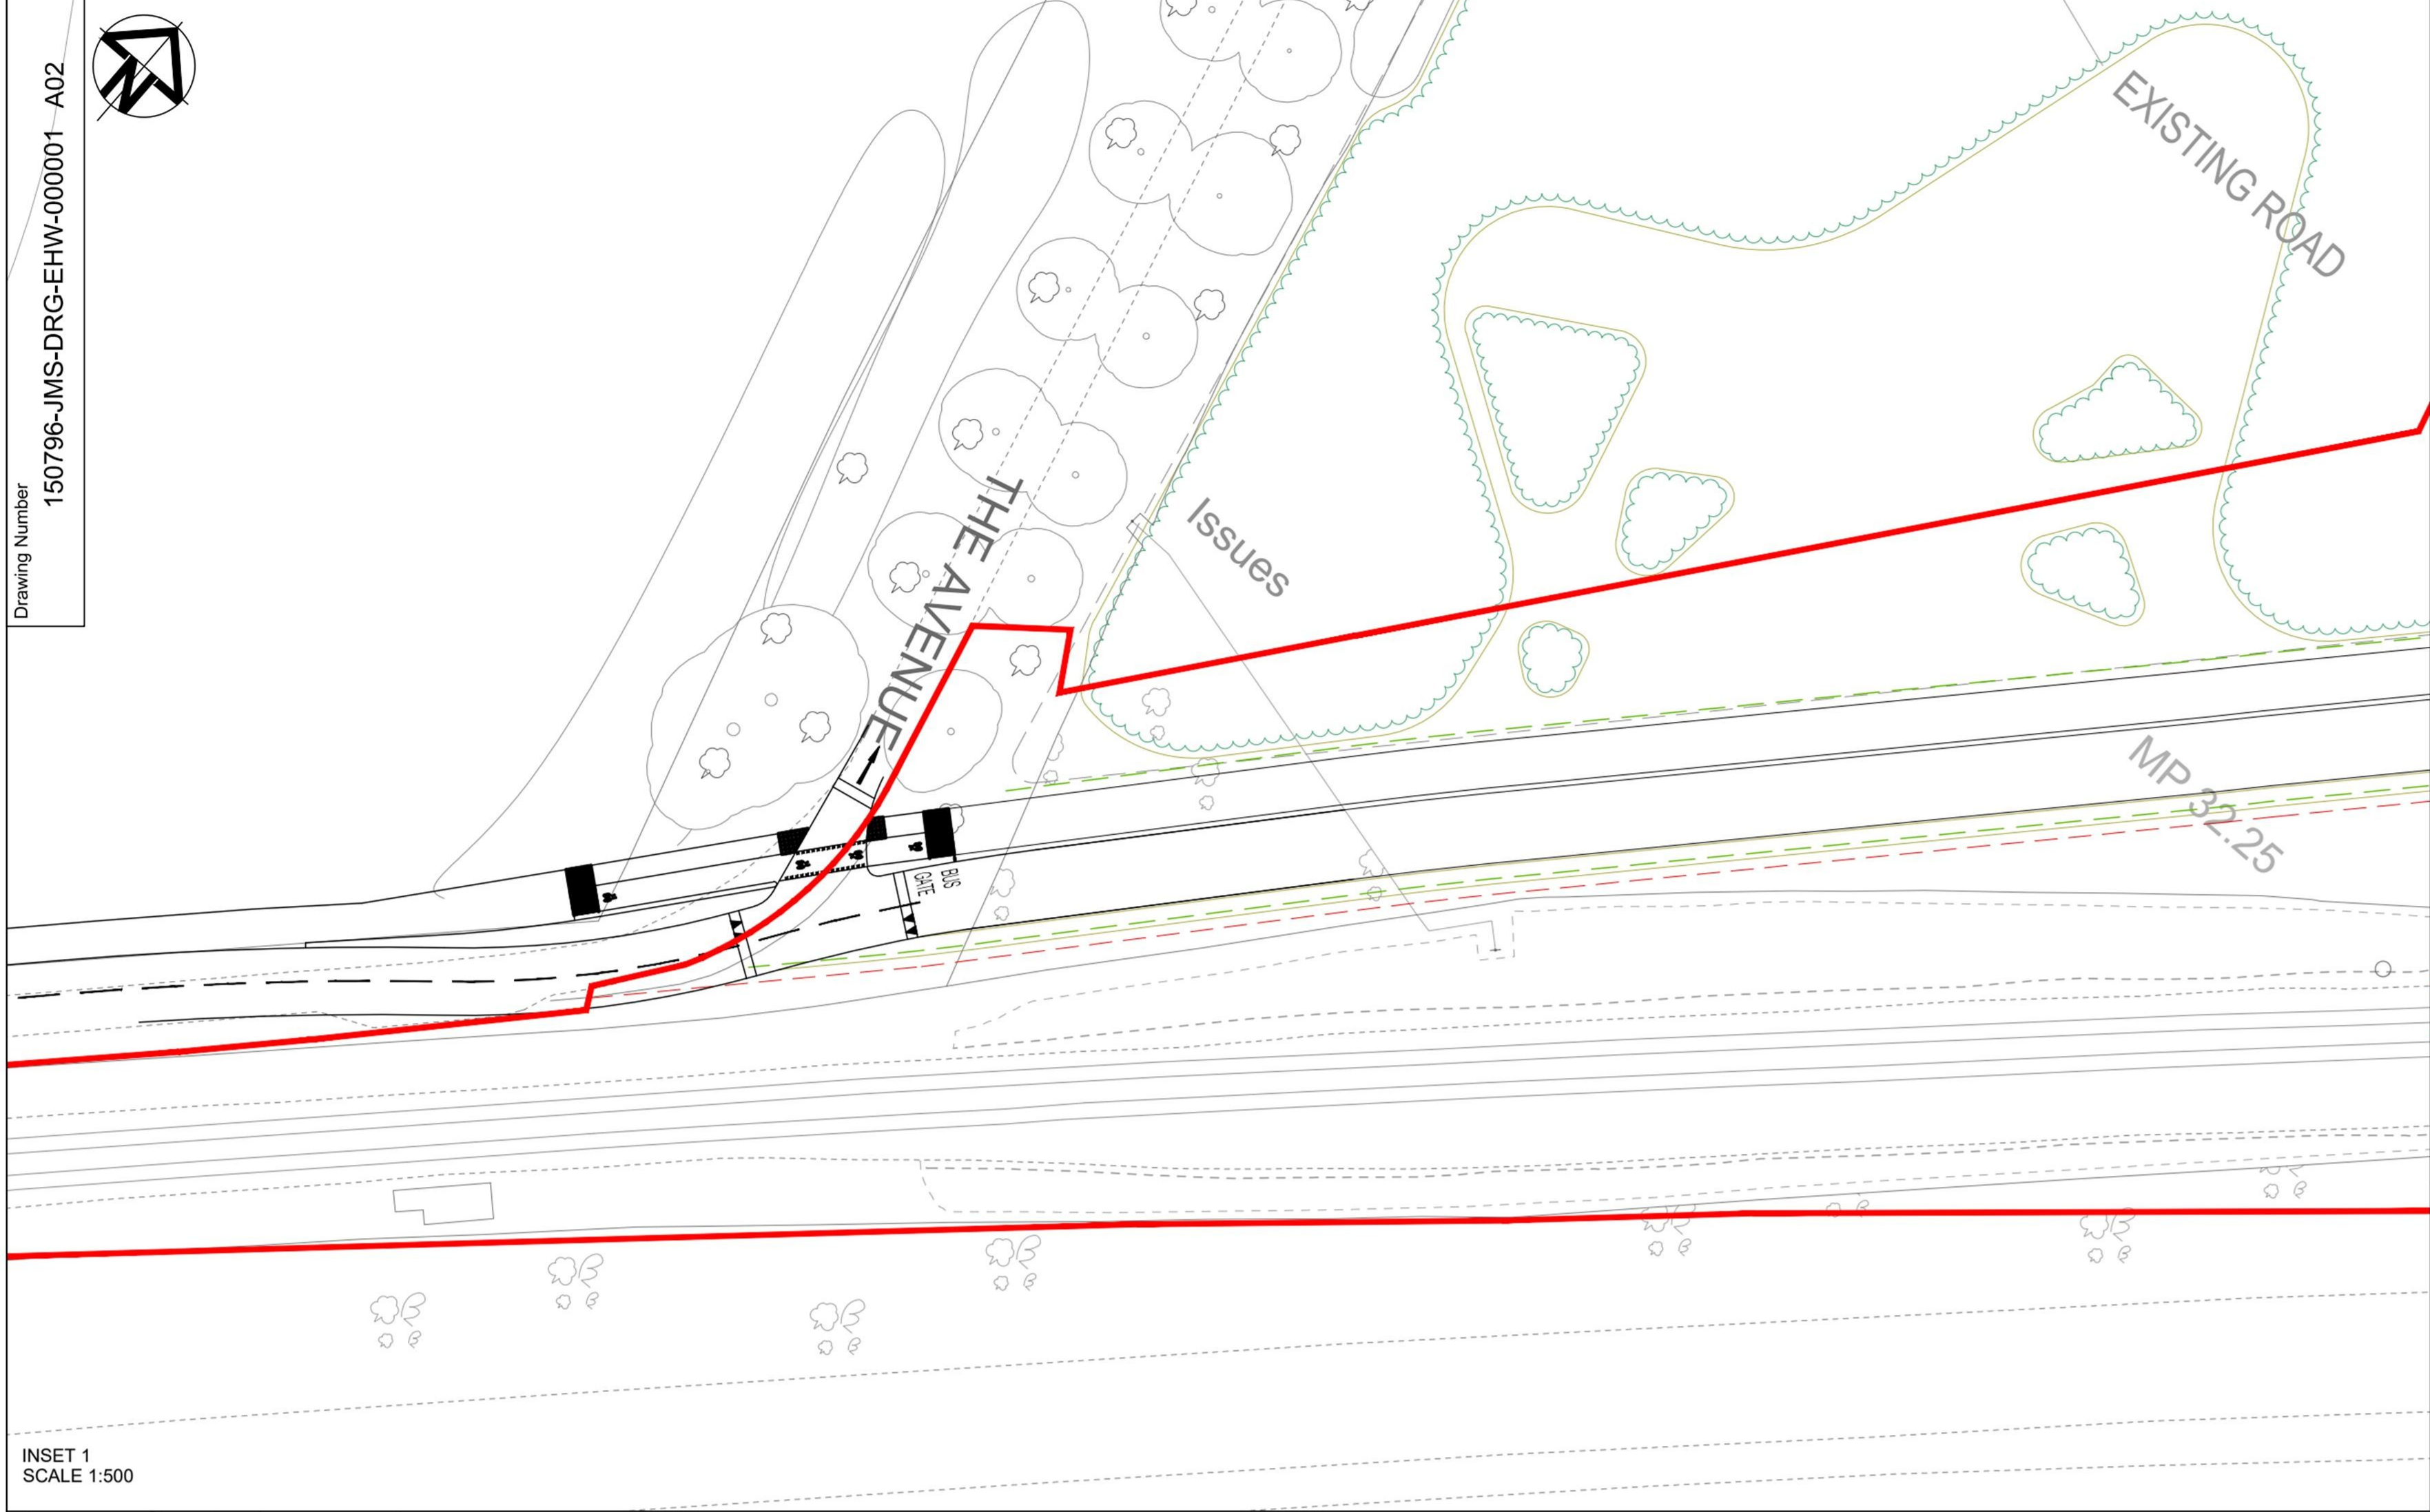 Drawing Number
150796-JMS-DRG-EHW-000001 A02
N
EXISTING ROAD
THE AVENUE
Issues
BUS
GATE
MP 32.25
INSET 1
SCALE 1:500